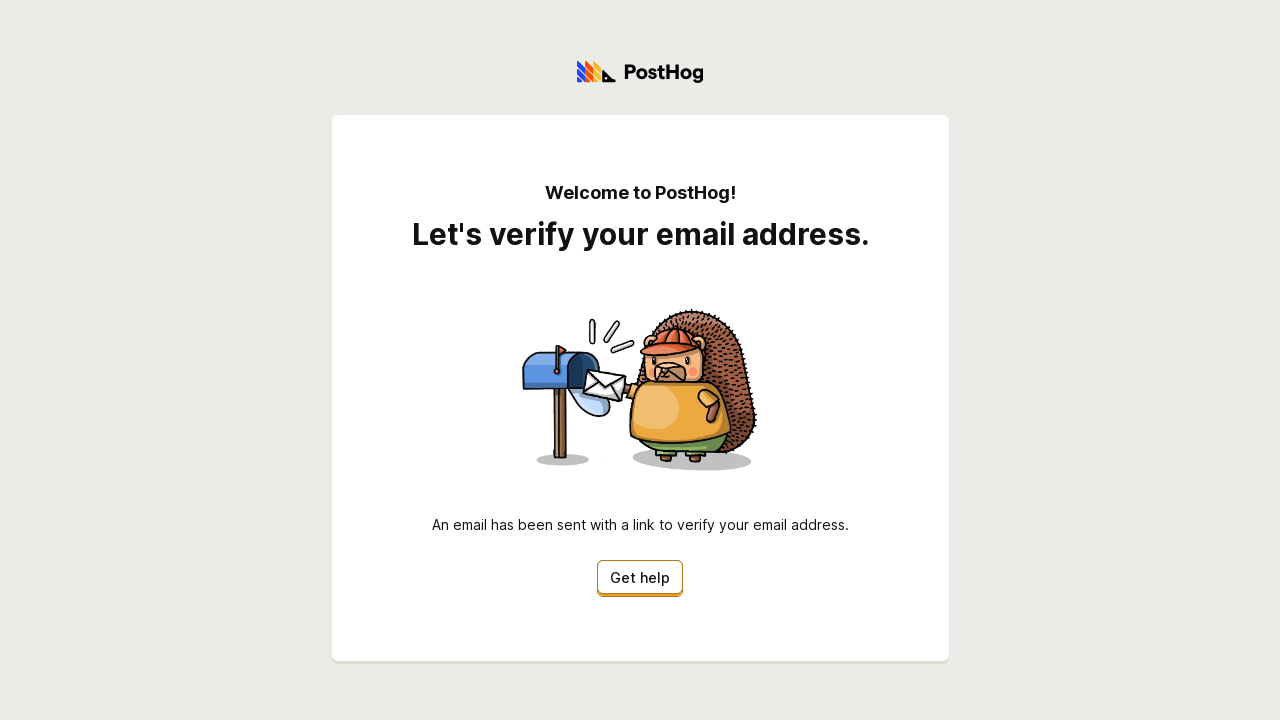 PostHog
Welcome to PostHog!
Let's verify your email address.
An email has been sent with a link to verify your email address.
Get help